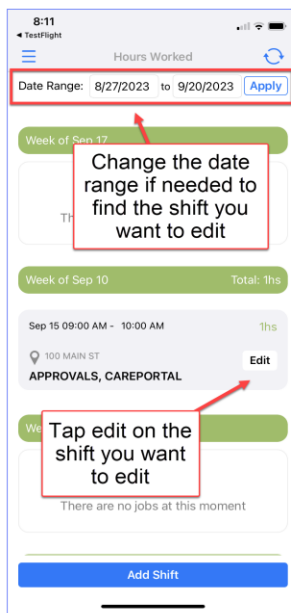 8:11
◄ TestFlight
Hours Worked
Date Range: 8/27/2023 to 9/20/2023 Apply
Week of Sep 17
Change the date
range if needed to
find the shift you
want to edit
Th
Week of Sep 10 Total: 1hs
Sep 15 09:00 AM - 10:00 AM 1hs
100 MAIN ST
Edit
APPROVALS, CAREPORTAL
We
Tap edit on the
shift you want
to edit
There are no jobs at this moment
Add Shift